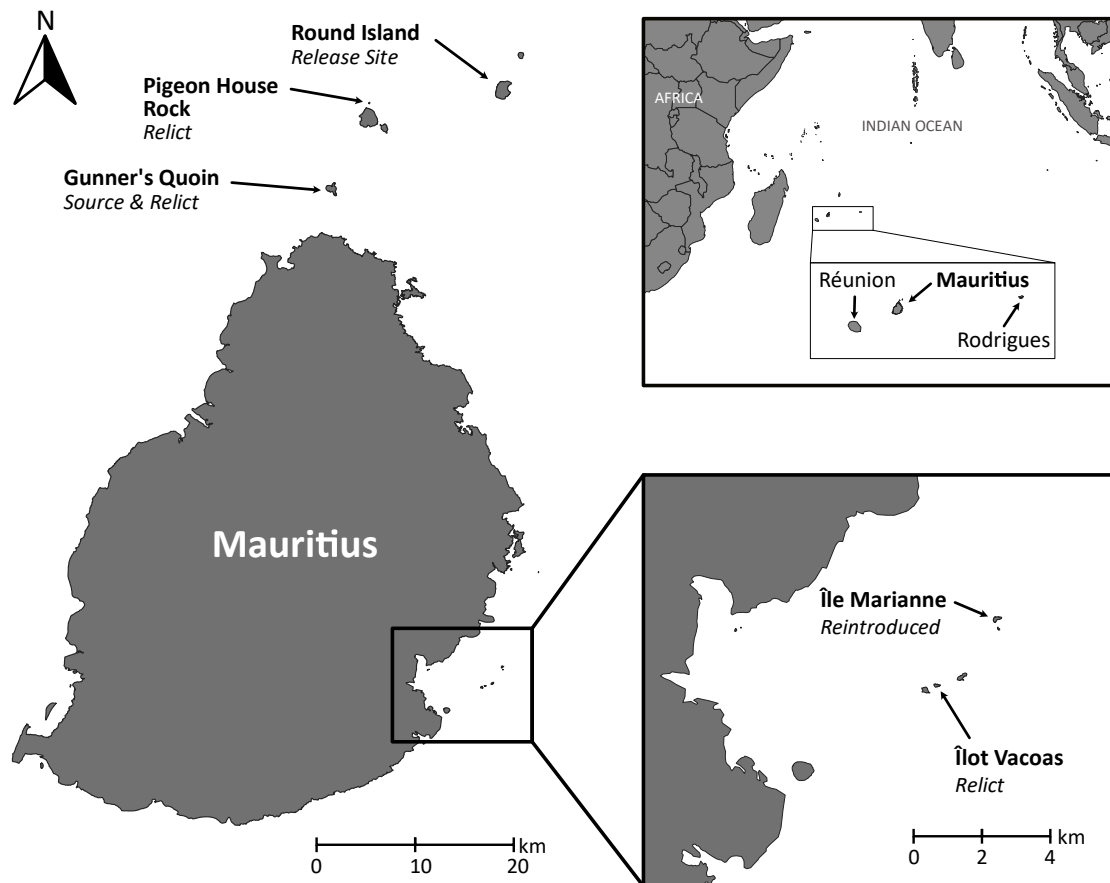 N
Round Island
Release Site
Pigeon House
Rock
Relict
Gunner's Quoin
Source & Relict
Mauritius
0
10
20
km
AFRICA
INDIAN OCEAN
Réunion
Mauritius
Rodrigues
Île Marianne
Reintroduced
Îlot Vacoas
Relict
0
2
4
km